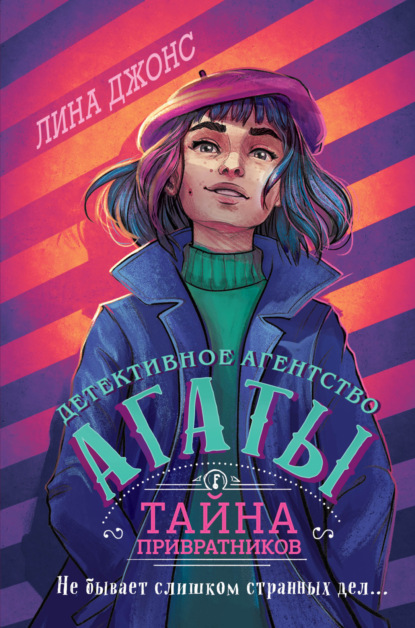 ЛИНА ДЖОНС
ДЕТЕКТИВНОЕ АГЕНТСТВО
АГАТЫ
ТАЙНА
ПРИВРАТНИКОВ
Не бывает слишком странных дел...